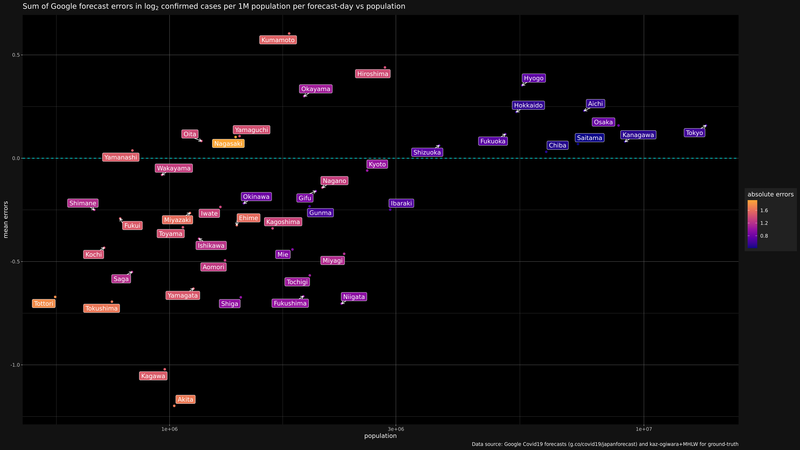 Sum of Google forecast errors in log₂ confirmed cases per 1M population per forecast-day vs population
Kumamoto
Hiroshima
Hyogo
Okayama
Hokkaido
Aichi
Osaka
Tokyo
Kanagawa
Oita
Yamaguchi
Nagasaki
Fukuoka
Saitama
Chiba
Shizuoka
Yamanashi
Wakayama
Kyoto
Nagano
Shimane
Okinawa
Gifu
Ibaraki
Iwate
Gunma
Fukui
Miyazaki
Ehime
Kagoshima
Toyama
Ishikawa
Kochi
Mie
Miyagi
Aomori
Saga
Tochigi
Tottori
Tokushima
Yamagata
Shiga
Fukushima
Niigata
Kagawa
Akita
0.5
0.0
-0.5
-1.0
mean errors
1e+06
3e+06
1e+07
population
absolute errors
1.6
1.2
0.8
Data source: Google Covid19 forecasts (g.co/covid19/japanforecast) and kaz-ogiwara+MHLW for ground-truth